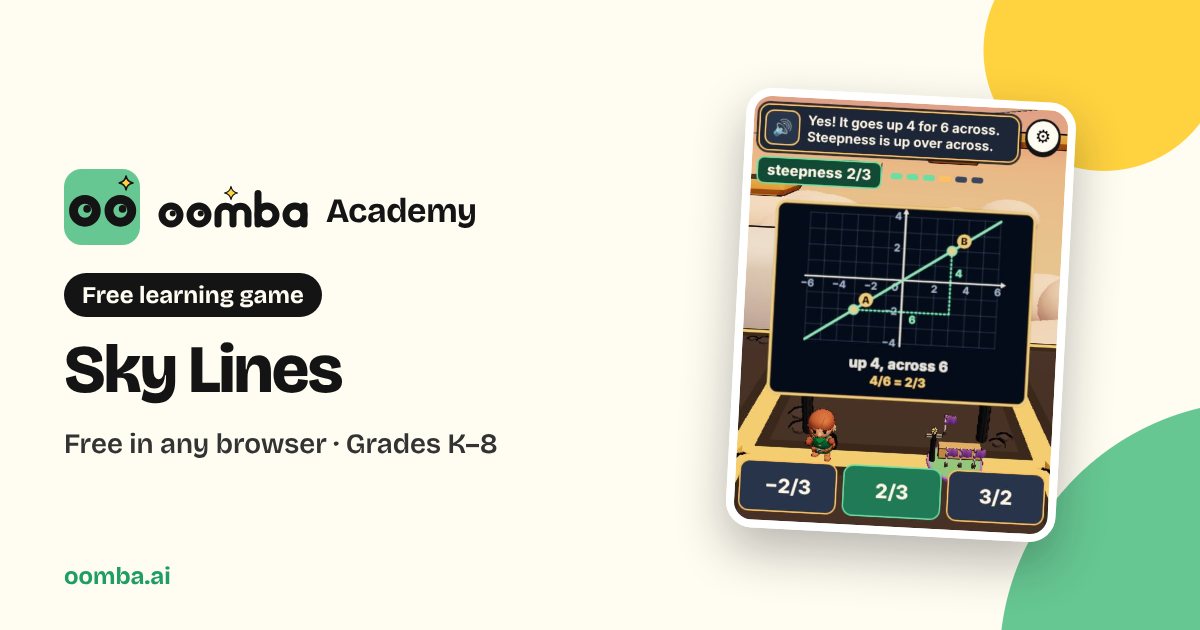 oomba Academy
Free learning game
Sky Lines
Free in any browser · Grades K–8
oomba.ai
Yes! It goes up 4 for 6 across.
Steepness is up over across.
steepness 2/3
4
2
B
4
−6 −4 −2 0 2 4 6
A
−2
6
−4
up 4, across 6
4/6 = 2/3
−2/3
2/3
3/2